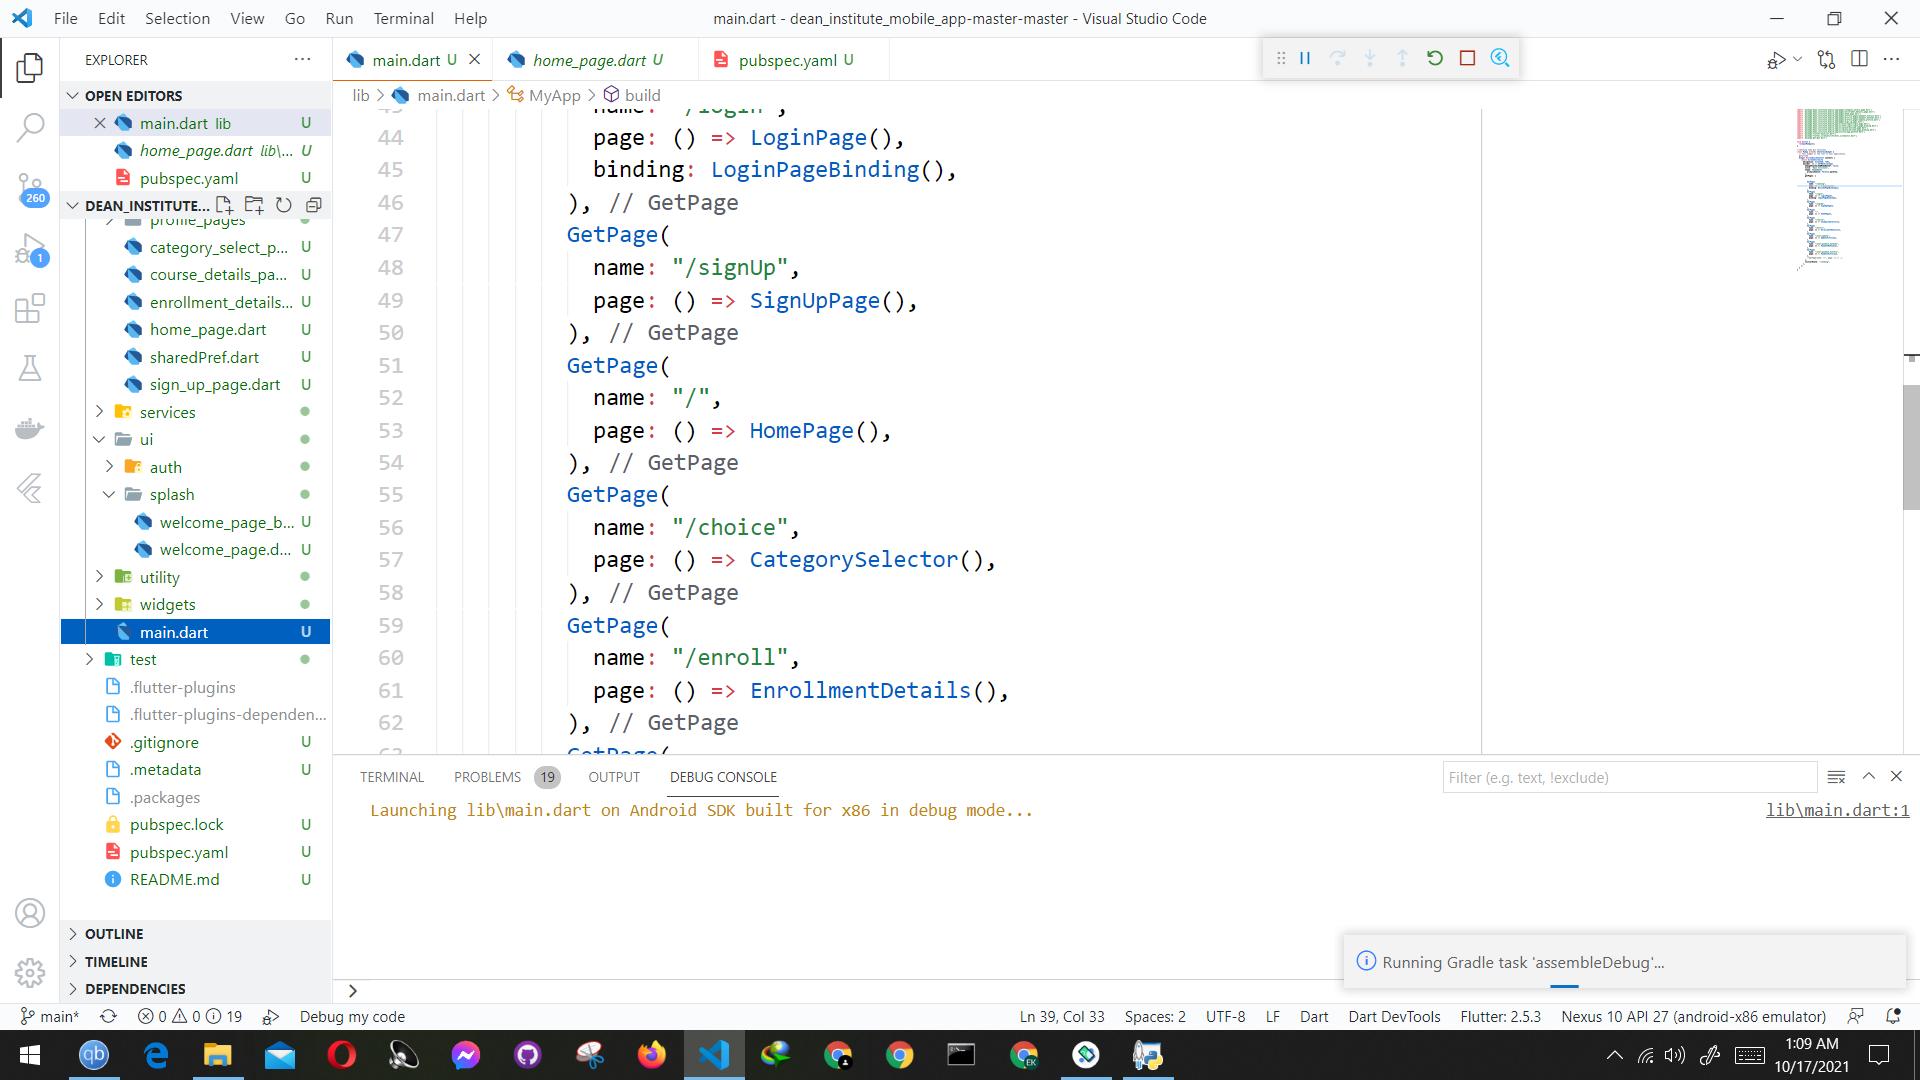 File Edit Selection View Go Run Terminal Help
main.dart - dean_institute_mobile_app-master-master - Visual Studio Code
EXPLORER
main.dart U
home_page.dart U
pubspec.yaml U
OPEN EDITORS
lib > main.dart > MyApp > build
main.dart lib U
home_page.dart lib\... U
pubspec.yaml U
260
DEAN_INSTITUTE...
profile_pages
1
category_select_p... U
course_details_pa... U
enrollment_details... U
home_page.dart U
sharedPref.dart U
sign_up_page.dart U
services
ui
auth
splash
welcome_page_b... U
welcome_page.d... U
utility
widgets
main.dart U
test
.flutter-plugins
.flutter-plugins-dependen...
.gitignore U
.metadata U
.packages
pubspec.lock U
pubspec.yaml U
README.md U
OUTLINE
TIMELINE
DEPENDENCIES
43 name: "/login",
44 page: () => LoginPage(),
45 binding: LoginPageBinding(),
46 ), // GetPage
47 GetPage(
48 name: "/signUp",
49 page: () => SignUpPage(),
50 ), // GetPage
51 GetPage(
52 name: "/",
53 page: () => HomePage(),
54 ), // GetPage
55 GetPage(
56 name: "/choice",
57 page: () => CategorySelector(),
58 ), // GetPage
59 GetPage(
60 name: "/enroll",
61 page: () => EnrollmentDetails(),
62 ), // GetPage
63 GetPage(
TERMINAL PROBLEMS 19 OUTPUT DEBUG CONSOLE
Filter (e.g. text, !exclude)
Launching lib\main.dart on Android SDK built for x86 in debug mode...
lib\main.dart:1
Running Gradle task 'assembleDebug'...
main* 0 0 19 Debug my code
Ln 39, Col 33 Spaces: 2 UTF-8 LF Dart Dart DevTools Flutter: 2.5.3 Nexus 10 API 27 (android-x86 emulator)
qb
EK
1:09 AM
10/17/2021